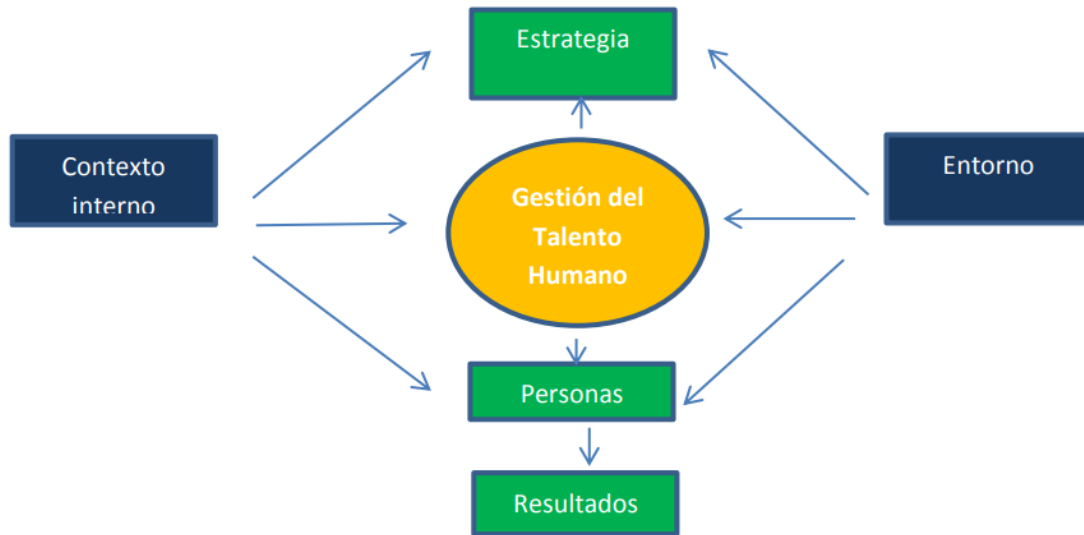 Estrategia
Contexto
interno
Entorno
Gestión del
Talento
Humano
Personas
Resultados